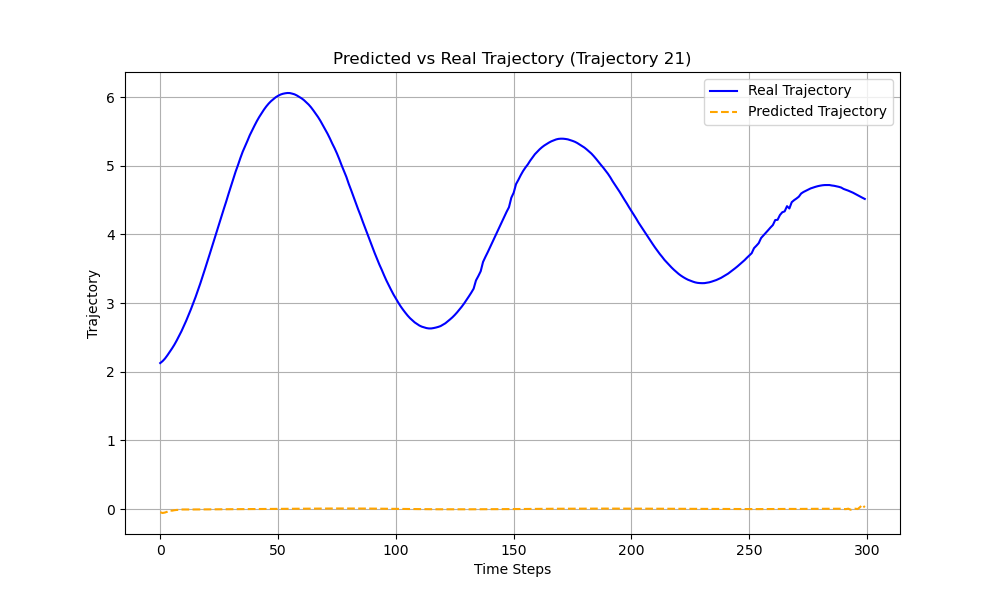 Predicted vs Real Trajectory (Trajectory 21)
Real Trajectory
Predicted Trajectory
Trajectory
6
5
4
3
2
1
0
0 50 100 150 200 250 300
Time Steps